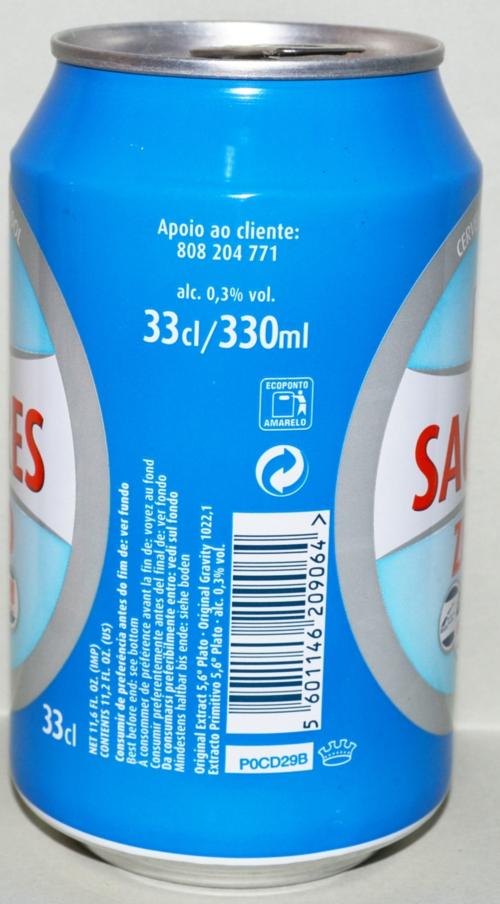 Apoio ao cliente:
808 204 771
alc. 0,3% vol.
33cl/330ml
ECOPONTO
AMARELO
ES
SAG
33cl
NET 11,6 FL. OZ. (IMP)
CONTENTS 11,2 FL. OZ. (US)
Consumir de preferência antes do fim de: ver fundo
Best before end: see bottom
A consommer de préférence avant la fin de: voyez au fond
Consumir preferentemente antes del final de: ver fondo
Da consumarsi preferibilmente entro: vedi sul fondo
Mindestens haltbar bis ende: siehe boden
Original Extract 5,6° Plato · Original Gravity 1022,1
Extracto Primitivo 5,6° Plato · alc. 0,3% vol.
5 601146 209064 >
P0CD29B